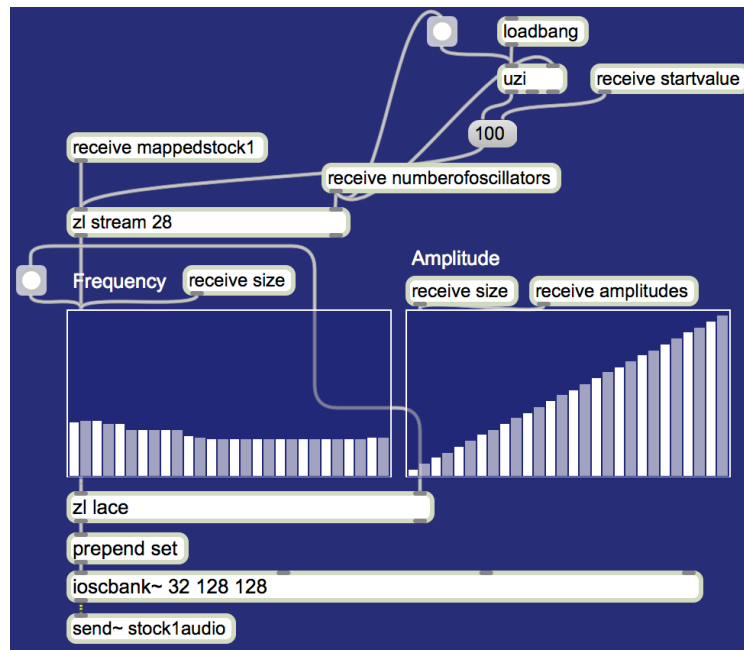 loadbang
uzi
receive startvalue
100
receive mappedstock1
receive numberofoscillators
zl stream 28
Frequency
receive size
Amplitude
receive size
receive amplitudes
zl lace
prepend set
ioscbank~ 32 128 128
send~ stock1audio